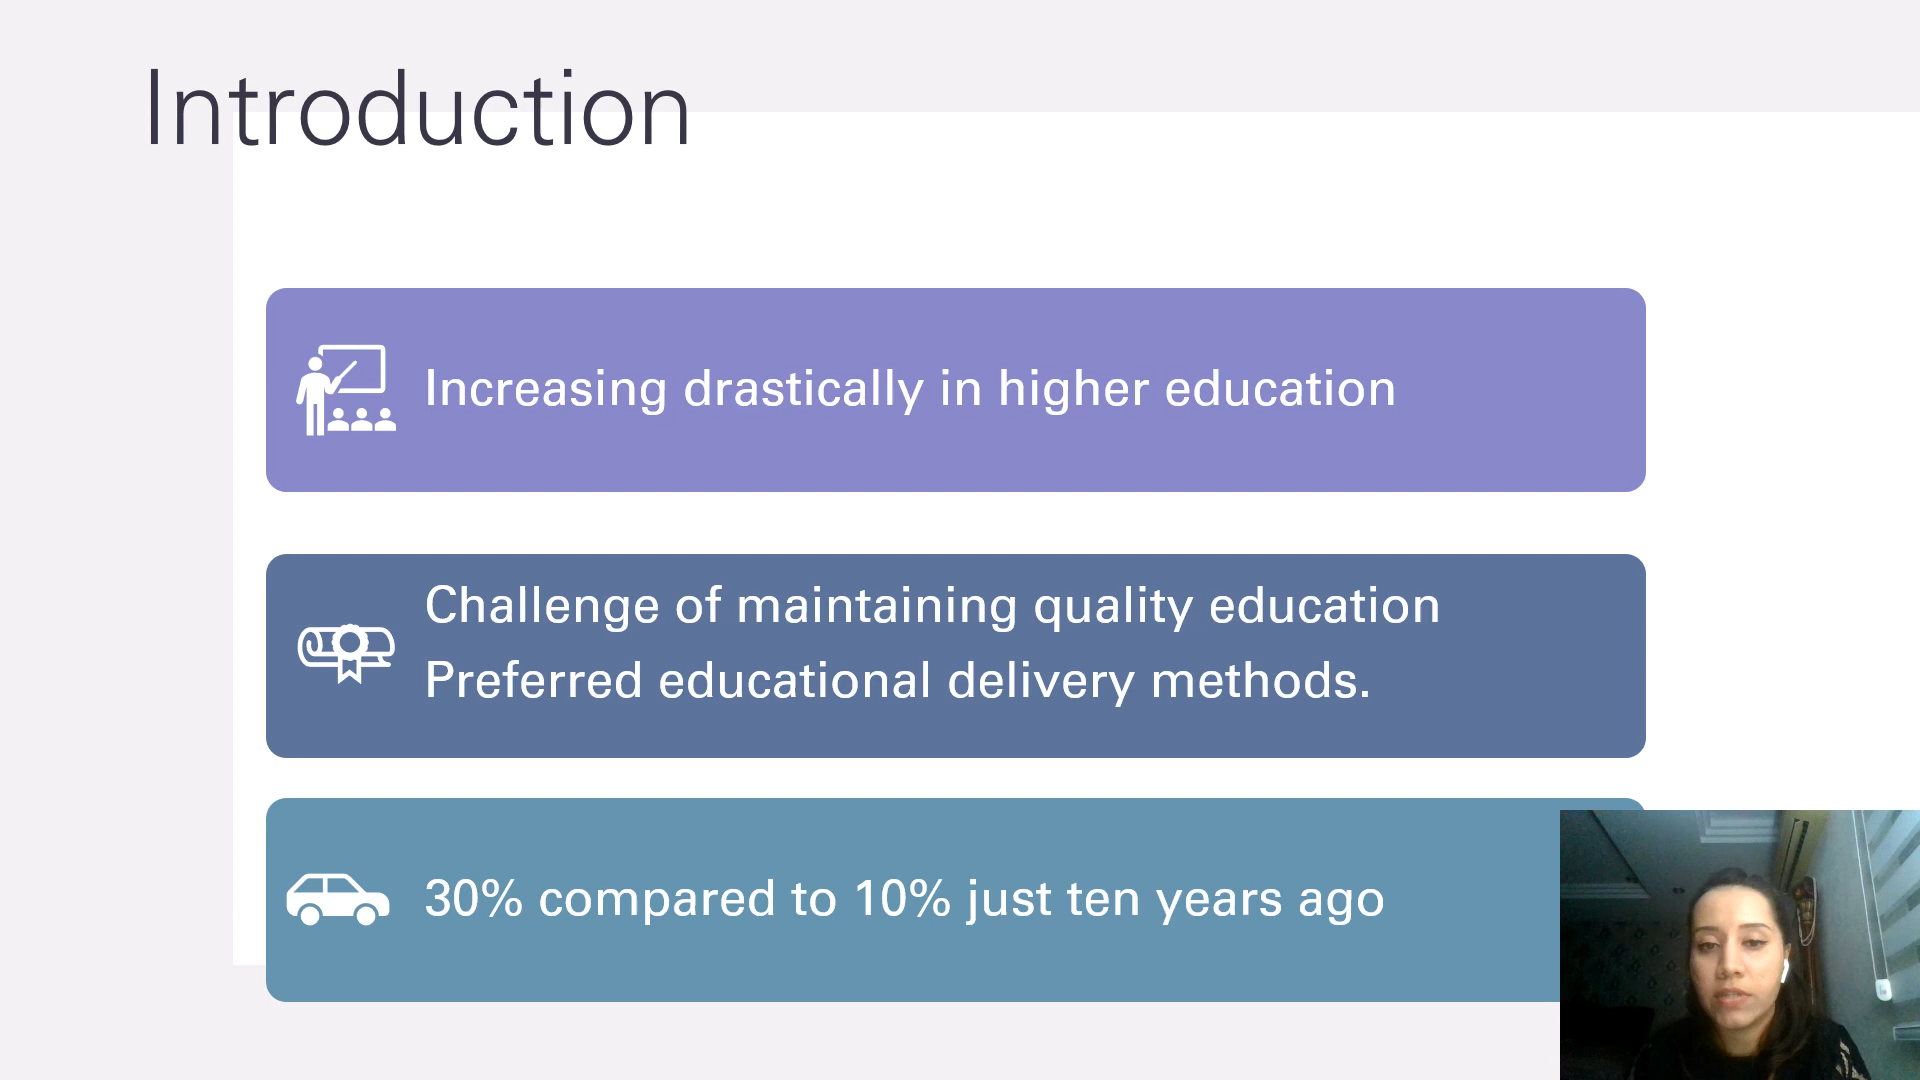 Introduction
Increasing drastically in higher education
Challenge of maintaining quality education
Preferred educational delivery methods.
30% compared to 10% just ten years ago